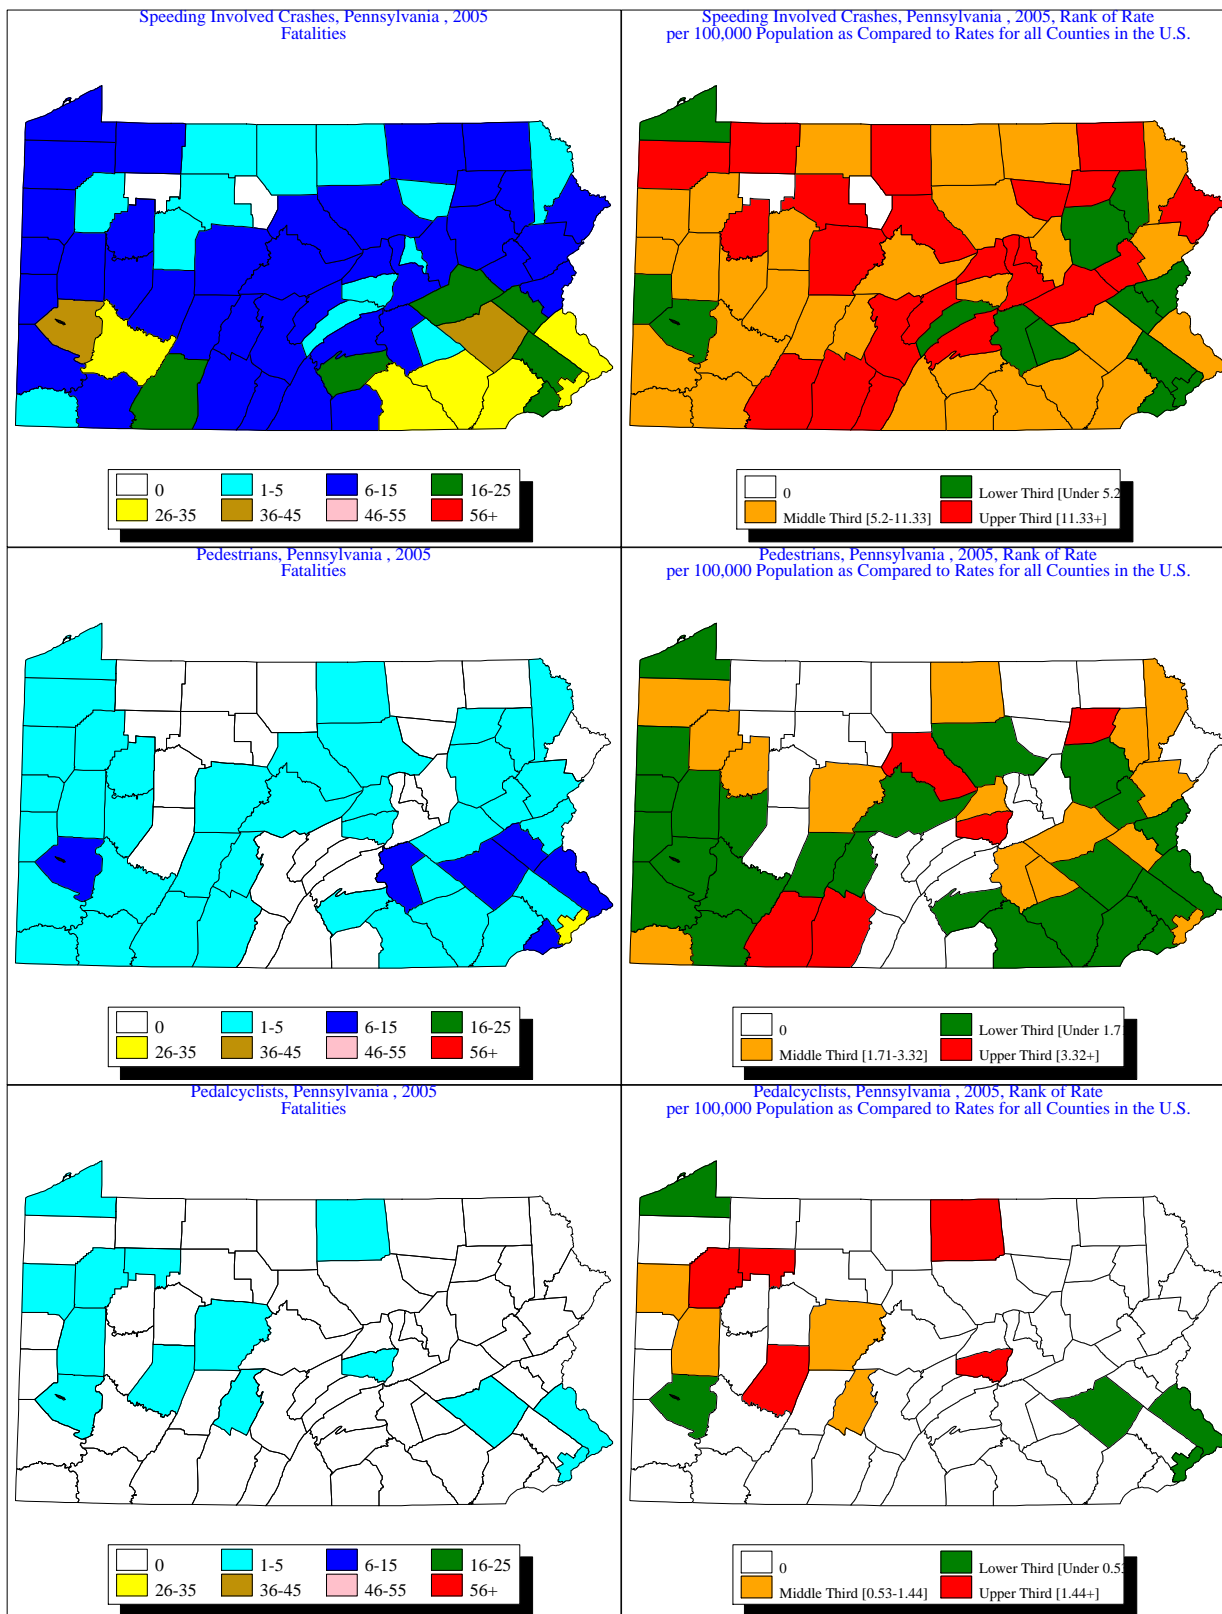 Speeding Involved Crashes, Pennsylvania , 2005
Fatalities
0
1-5
6-15
16-25
26-35
36-45
46-55
56+
Speeding Involved Crashes, Pennsylvania , 2005, Rank of Rate
per 100,000 Population as Compared to Rates for all Counties in the U.S.
0
Lower Third [Under 5.2
Middle Third [5.2-11.33]
Upper Third [11.33+]
Pedestrians, Pennsylvania , 2005
Fatalities
0
1-5
6-15
16-25
26-35
36-45
46-55
56+
Pedestrians, Pennsylvania , 2005, Rank of Rate
per 100,000 Population as Compared to Rates for all Counties in the U.S.
0
Lower Third [Under 1.7
Middle Third [1.71-3.32]
Upper Third [3.32+]
Pedalcyclists, Pennsylvania , 2005
Fatalities
0
1-5
6-15
16-25
26-35
36-45
46-55
56+
Pedalcyclists, Pennsylvania , 2005, Rank of Rate
per 100,000 Population as Compared to Rates for all Counties in the U.S.
0
Lower Third [Under 0.53
Middle Third [0.53-1.44]
Upper Third [1.44+]